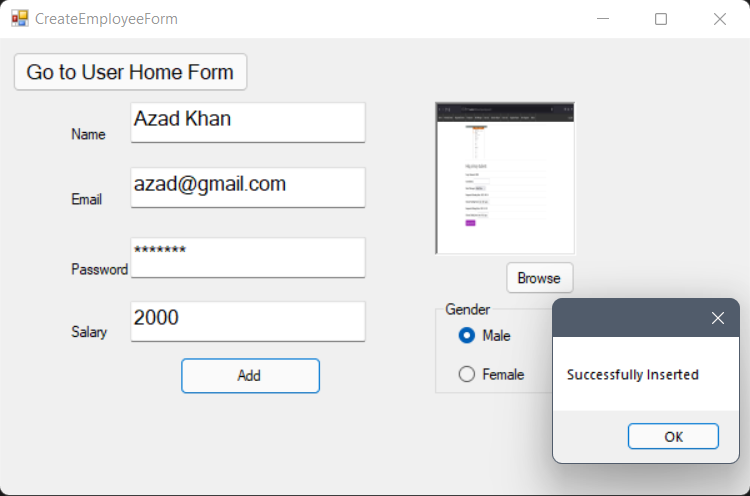 CreateEmployeeForm
Go to User Home Form
Name
Azad Khan
Email
azad@gmail.com
Password
*******
Salary
2000
Add
Browse
Gender
Male
Female
Successfully Inserted
OK